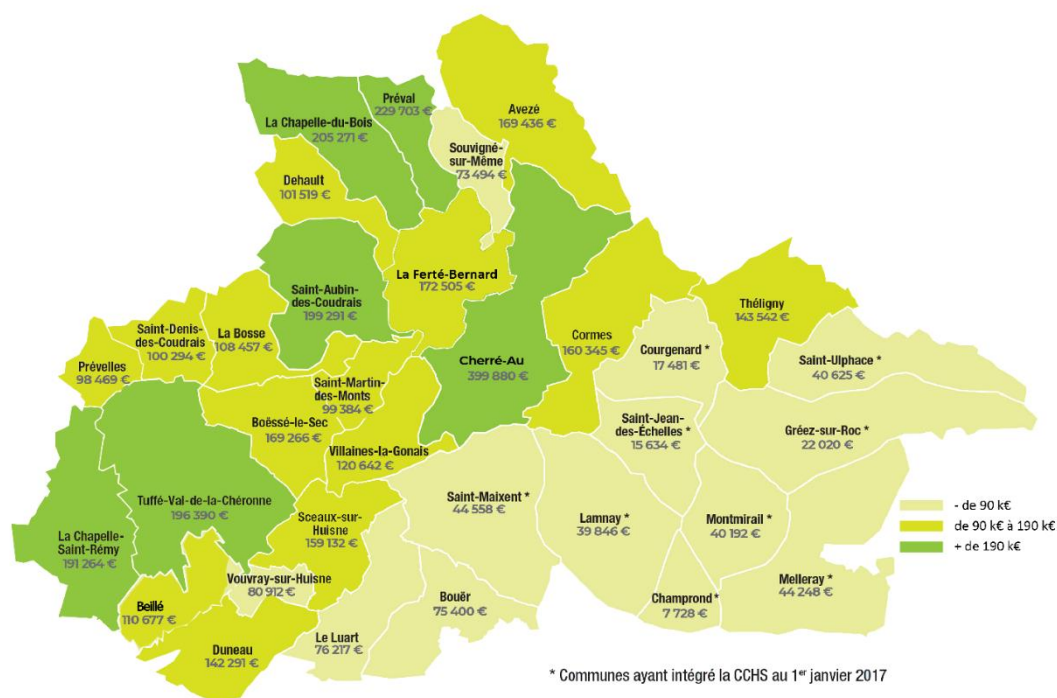 Préval
229 703 €
La Chapelle-du-Bois
205 271 €
Avezé
169 436 €
Souvigné-
sur-Même
73 494 €
Dehault
101 519 €
La Ferté-Bernard
172 505 €
Saint-Aubin-
des-Coudrais
199 291 €
Saint-Denis-
des-Coudrais
100 294 €
La Bosse
108 457 €
Prévelles
98 469 €
Cherré-Au
399 880 €
Cormes
160 345 €
Théligny
143 542 €
Courgenard *
17 481 €
Saint-Ulphace *
40 625 €
Saint-Martin-
des-Monts
99 384 €
Boëssé-le-Sec
169 266 €
Villaines-la-Gonais
120 642 €
Saint-Jean-
des-Échelles *
15 634 €
Gréez-sur-Roc *
22 020 €
Tuffé-Val-de-la-Chéronne
196 390 €
Saint-Maixent *
44 558 €
Sceaux-sur-
Huisne
159 132 €
Lamnay *
39 846 €
Montmirail *
40 192 €
La Chapelle-
Saint-Rémy
191 264 €
Vouvray-sur-Huisne
80 912 €
Bouër
75 400 €
Champrond *
7 728 €
Melleray *
44 248 €
Beillé
110 677 €
Duneau
142 291 €
Le Luart
76 217 €
- de 90 k€
de 90 k€ à 190 k€
+ de 190 k€
* Communes ayant intégré la CCHS au 1er janvier 2017